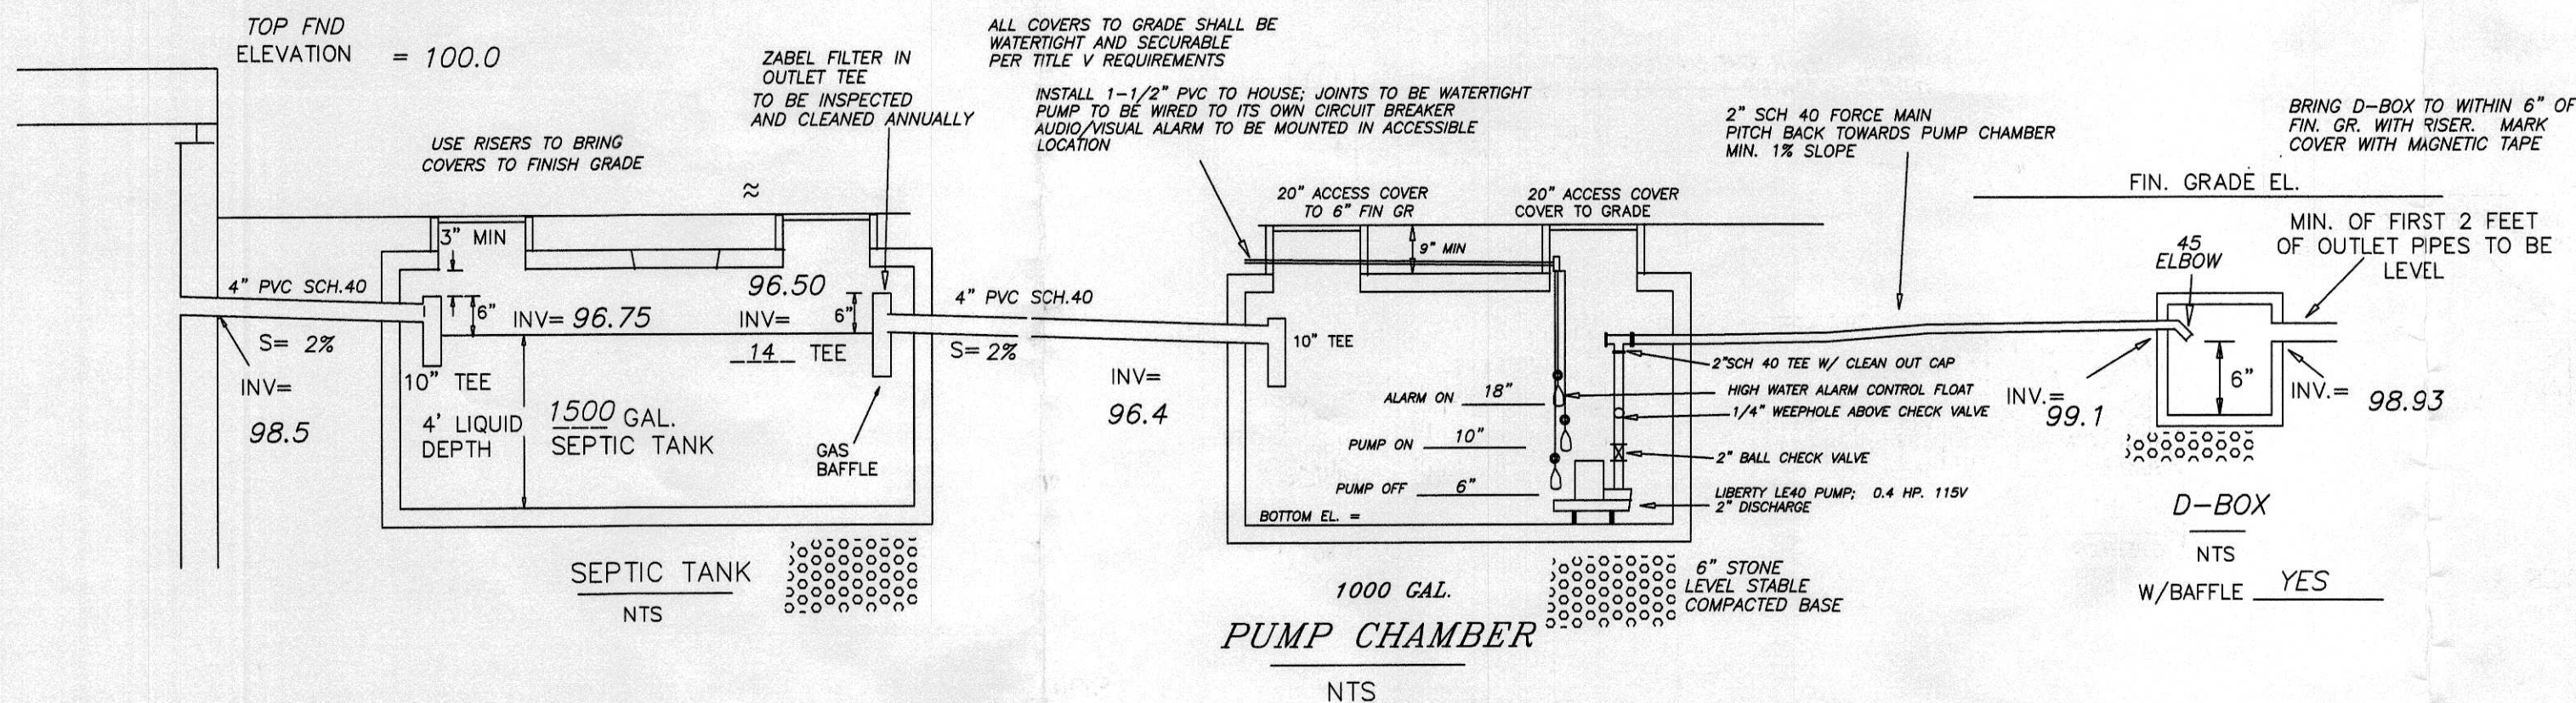 TOP FND
ELEVATION = 100.0
ZABEL FILTER IN
OUTLET TEE
TO BE INSPECTED
AND CLEANED ANNUALLY
USE RISERS TO BRING
COVERS TO FINISH GRADE
≈
3" MIN
4" PVC SCH.40
S= 2%
INV=
98.5
6"
INV= 96.75
96.50
INV=
6"
14 TEE
10" TEE
4' LIQUID
DEPTH
1500 GAL.
SEPTIC TANK
GAS
BAFFLE
SEPTIC TANK
NTS
ALL COVERS TO GRADE SHALL BE
WATERTIGHT AND SECURABLE
PER TITLE V REQUIREMENTS
INSTALL 1-1/2" PVC TO HOUSE; JOINTS TO BE WATERTIGHT
PUMP TO BE WIRED TO ITS OWN CIRCUIT BREAKER
AUDIO/VISUAL ALARM TO BE MOUNTED IN ACCESSIBLE
LOCATION
4" PVC SCH.40
S= 2%
INV=
96.4
20" ACCESS COVER
TO 6" FIN GR
20" ACCESS COVER
COVER TO GRADE
9" MIN
10" TEE
ALARM ON 18"
PUMP ON 10"
PUMP OFF 6"
BOTTOM EL. =
2"SCH 40 TEE W/ CLEAN OUT CAP
HIGH WATER ALARM CONTROL FLOAT
1/4" WEEPHOLE ABOVE CHECK VALVE
2" BALL CHECK VALVE
LIBERTY LE40 PUMP; 0.4 HP. 115V
2" DISCHARGE
6" STONE
LEVEL STABLE
COMPACTED BASE
1000 GAL.
PUMP CHAMBER
NTS
2" SCH 40 FORCE MAIN
PITCH BACK TOWARDS PUMP CHAMBER
MIN. 1% SLOPE
BRING D-BOX TO WITHIN 6" OF
FIN. GR. WITH RISER. MARK
COVER WITH MAGNETIC TAPE
FIN. GRADE EL.
MIN. OF FIRST 2 FEET
OF OUTLET PIPES TO BE
LEVEL
45
ELBOW
6"
INV.=
99.1
INV.= 98.93
D-BOX
NTS
W/BAFFLE YES